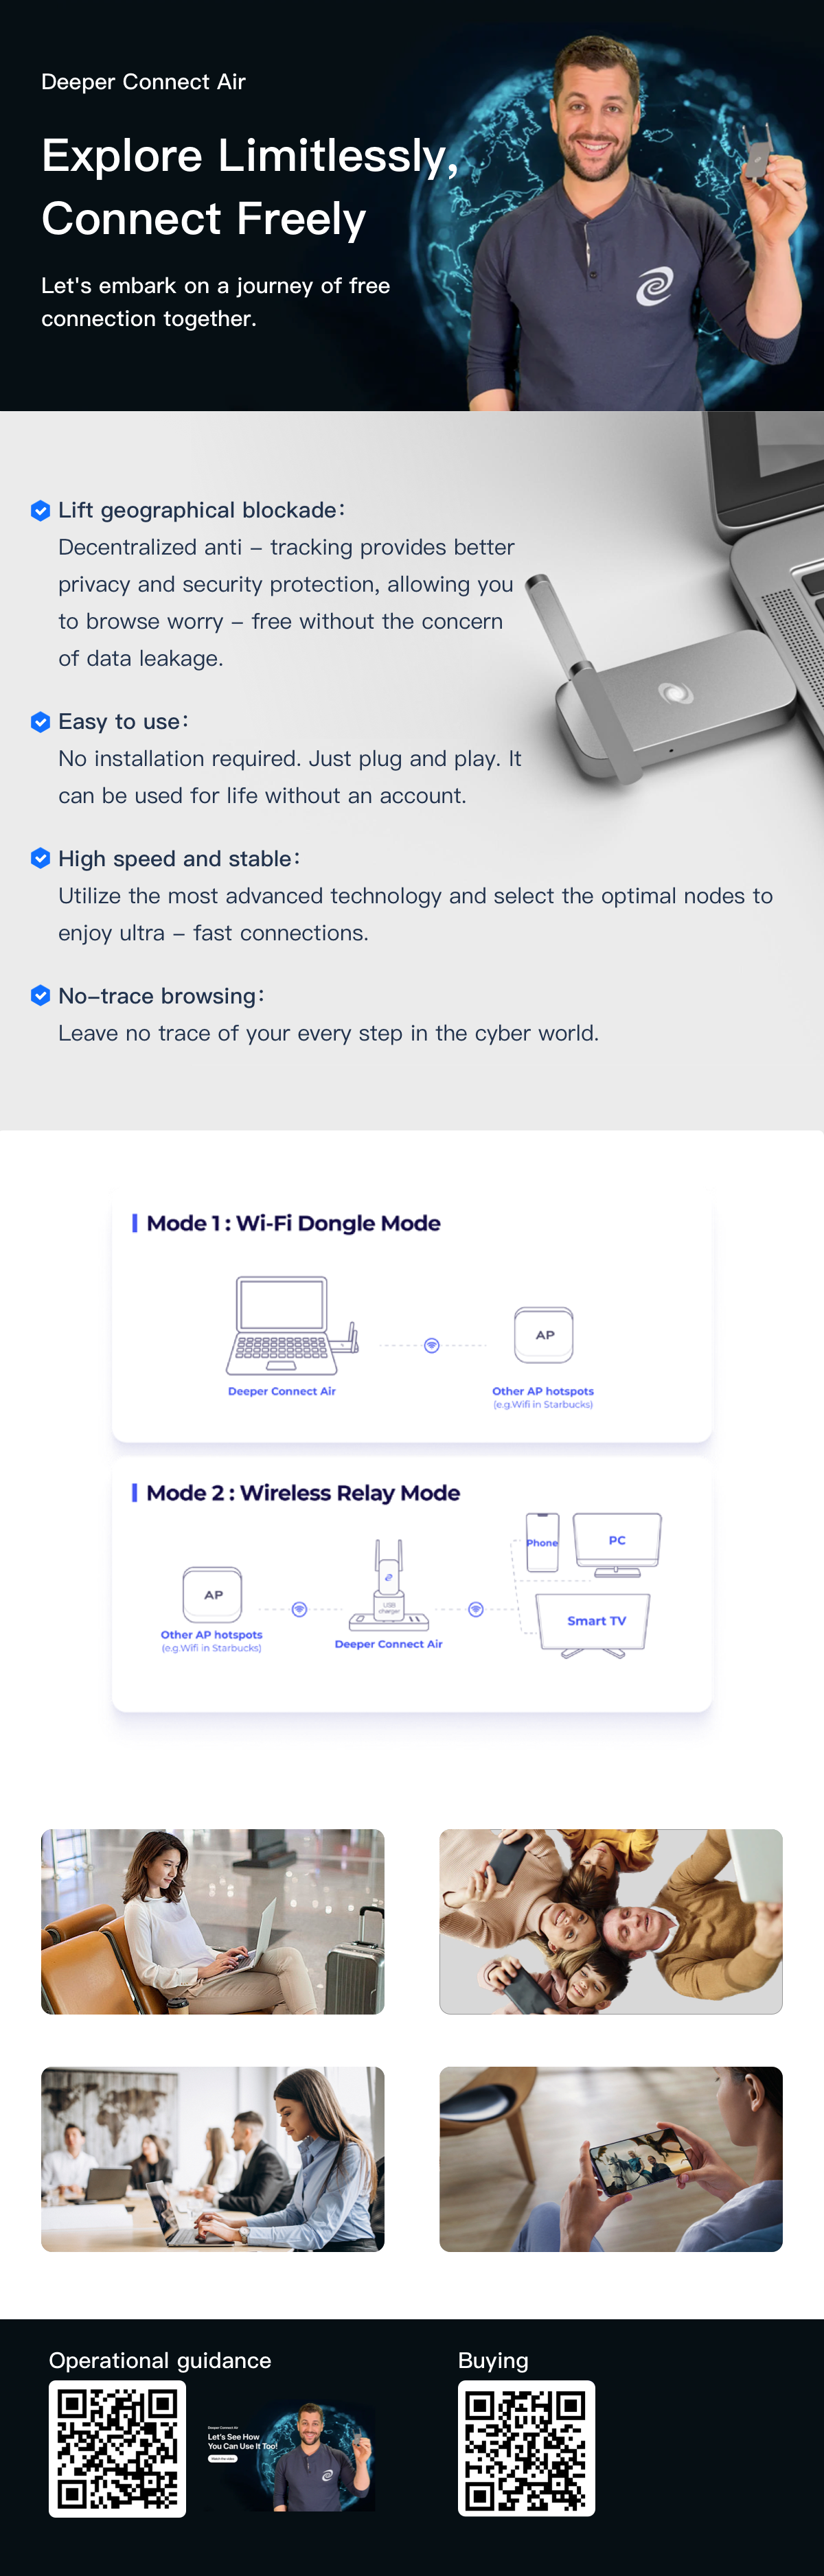 Deeper Connect Air
Explore Limitlessly,
Connect Freely
Let's embark on a journey of free
connection together.
Lift geographical blockade:
Decentralized anti – tracking provides better
privacy and security protection, allowing you
to browse worry – free without the concern
of data leakage.
Easy to use:
No installation required. Just plug and play. It
can be used for life without an account.
High speed and stable:
Utilize the most advanced technology and select the optimal nodes to
enjoy ultra – fast connections.
No–trace browsing:
Leave no trace of your every step in the cyber world.
Mode 1 : Wi-Fi Dongle Mode
AP
Deeper Connect Air
Other AP hotspots
(e.g.Wifi in Starbucks)
Mode 2 : Wireless Relay Mode
Phone
PC
AP
USB
charger
Smart TV
Other AP hotspots
(e.g.Wifi in Starbucks)
Deeper Connect Air
Operational guidance
Buying
Deeper Connect Air
Let's See How
You Can Use It Too!
Watch the video